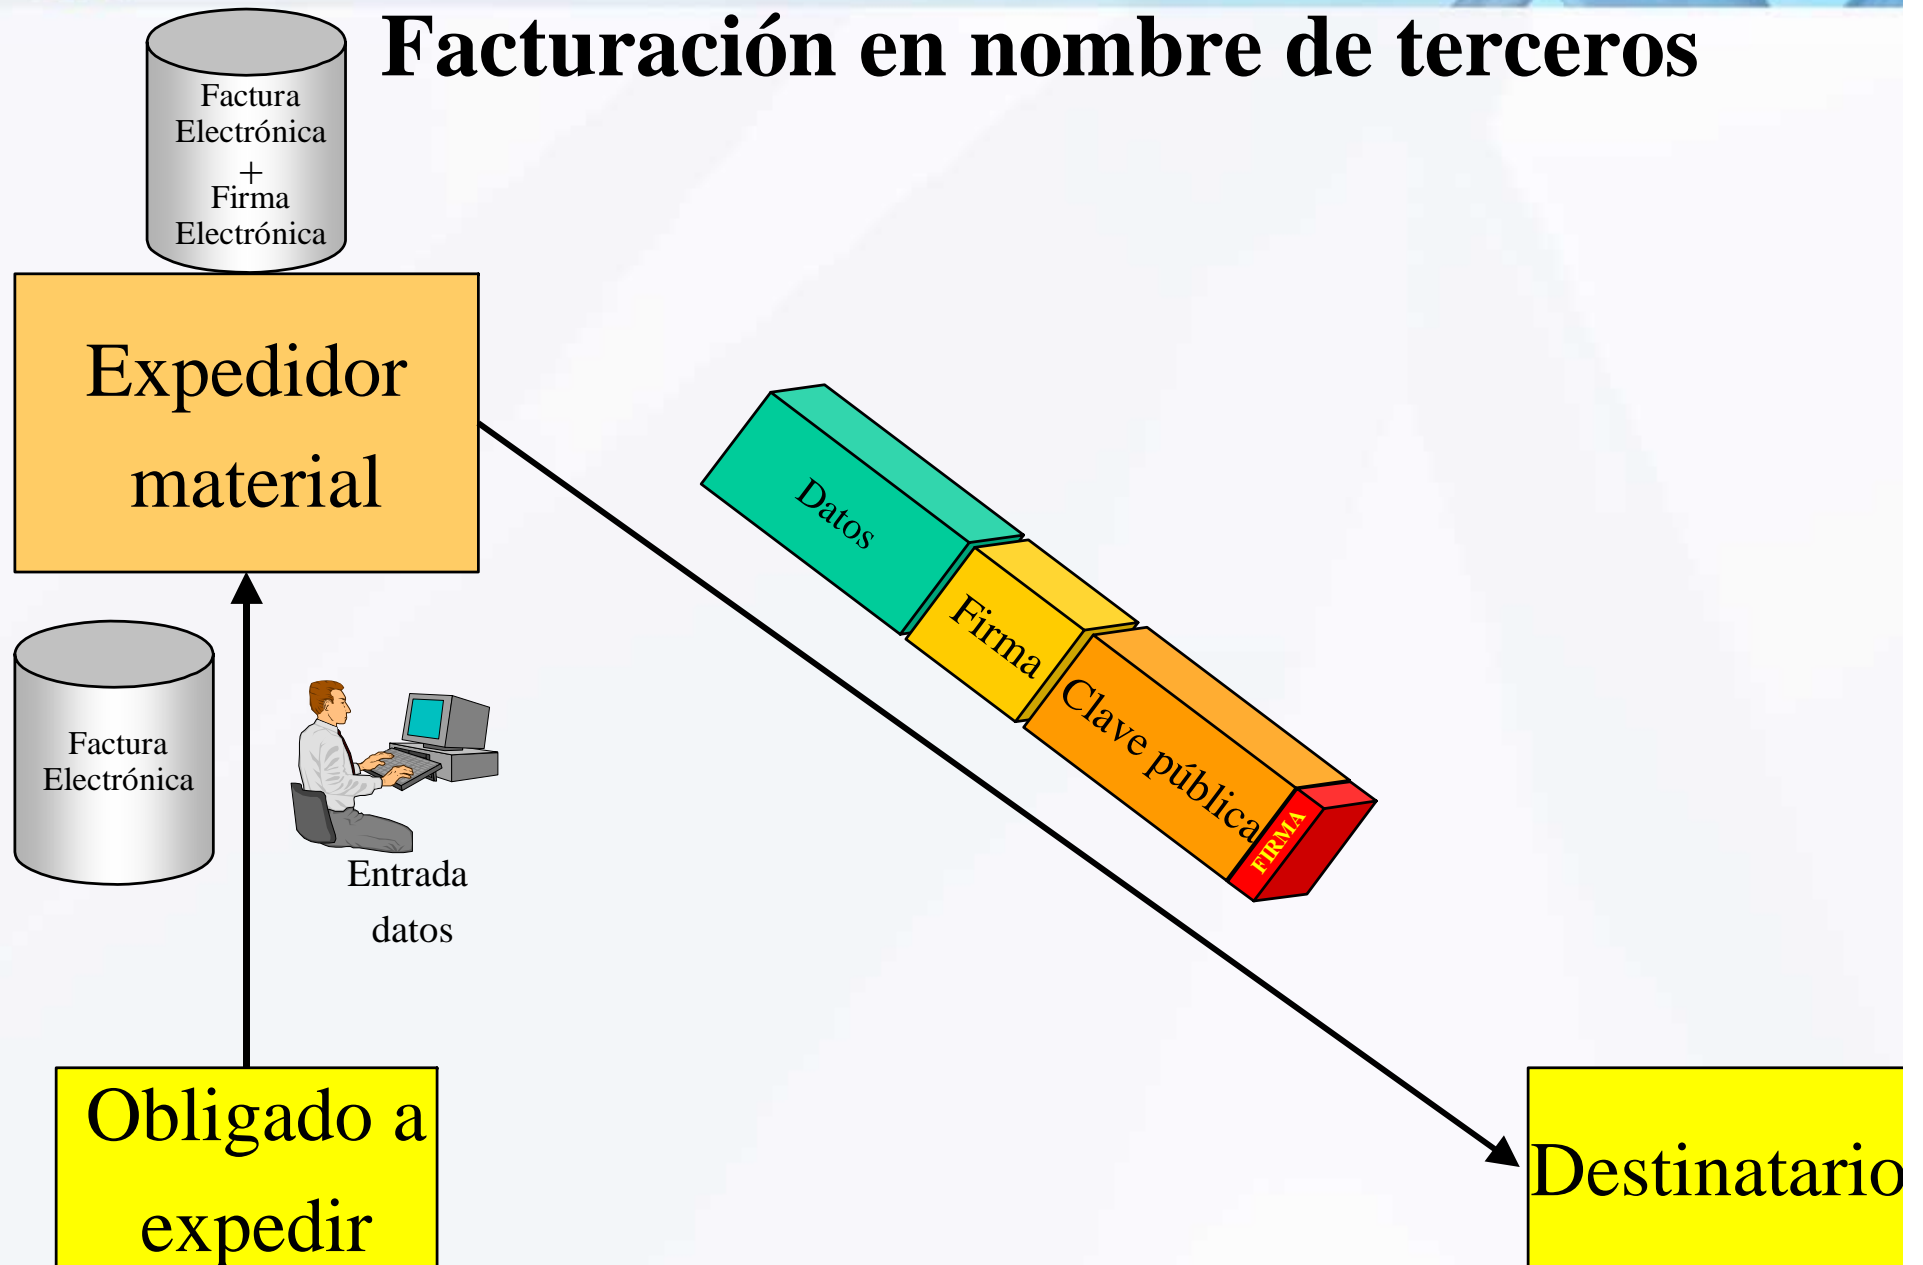 Facturación en nombre de terceros
Factura
Electrónica
+
Firma
Electrónica
Expedidor
material
Datos
Firma
Clave pública
FIRMA
Factura
Electrónica
Entrada
datos
Obligado a
expedir
Destinatario